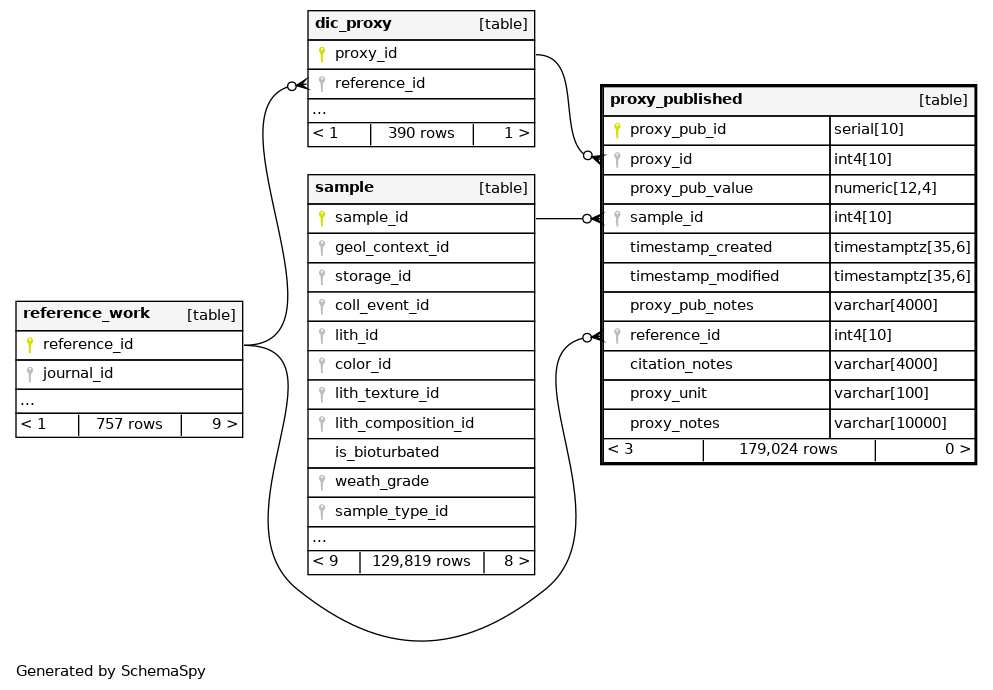 dic_proxy [table]
proxy_id
reference_id
...
< 1 390 rows 1 >
proxy_published [table]
proxy_pub_id serial[10]
proxy_id int4[10]
proxy_pub_value numeric[12,4]
sample_id int4[10]
timestamp_created timestamptz[35,6]
timestamp_modified timestamptz[35,6]
proxy_pub_notes varchar[4000]
reference_id int4[10]
citation_notes varchar[4000]
proxy_unit varchar[100]
proxy_notes varchar[10000]
< 3 179,024 rows 0 >
sample [table]
sample_id
geol_context_id
storage_id
coll_event_id
lith_id
color_id
lith_texture_id
lith_composition_id
is_bioturbated
weath_grade
sample_type_id
...
< 9 129,819 rows 8 >
reference_work [table]
reference_id
journal_id
...
< 1 757 rows 9 >
Generated by SchemaSpy